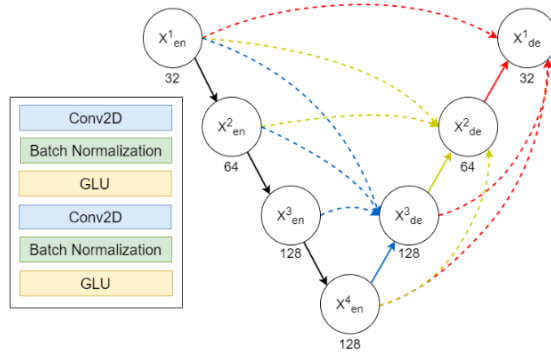 X¹en
32
X¹de
32
Conv2D
Batch Normalization
GLU
Conv2D
Batch Normalization
GLU
X²en
64
X²de
64
X³en
128
X³de
128
X⁴en
128